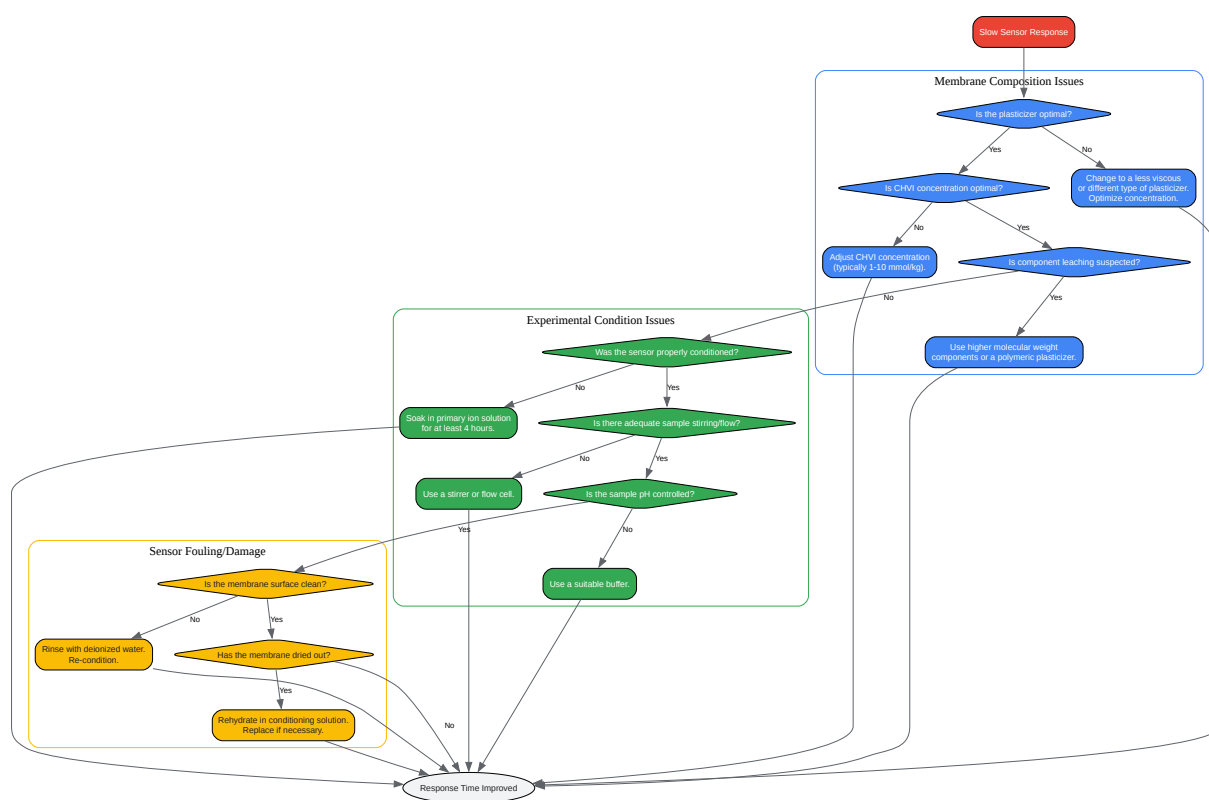 Slow Sensor Response
Membrane Composition Issues
Is the plasticizer optimal?
Yes
No
Is CHVI concentration optimal?
Change to a less viscous
or different type of plasticizer.
Optimize concentration.
No
Yes
Adjust CHVI concentration
(typically 1-10 mmol/kg).
Is component leaching suspected?
No
Yes
Use higher molecular weight
components or a polymeric plasticizer.
Experimental Condition Issues
Was the sensor properly conditioned?
No
Yes
Soak in primary ion solution
for at least 4 hours.
Is there adequate sample stirring/flow?
No
Yes
Use a stirrer or flow cell.
Is the sample pH controlled?
Yes
No
Use a suitable buffer.
Sensor Fouling/Damage
Is the membrane surface clean?
No
Yes
Rinse with deionized water.
Re-condition.
Has the membrane dried out?
Yes
No
Rehydrate in conditioning solution.
Replace if necessary.
Response Time Improved